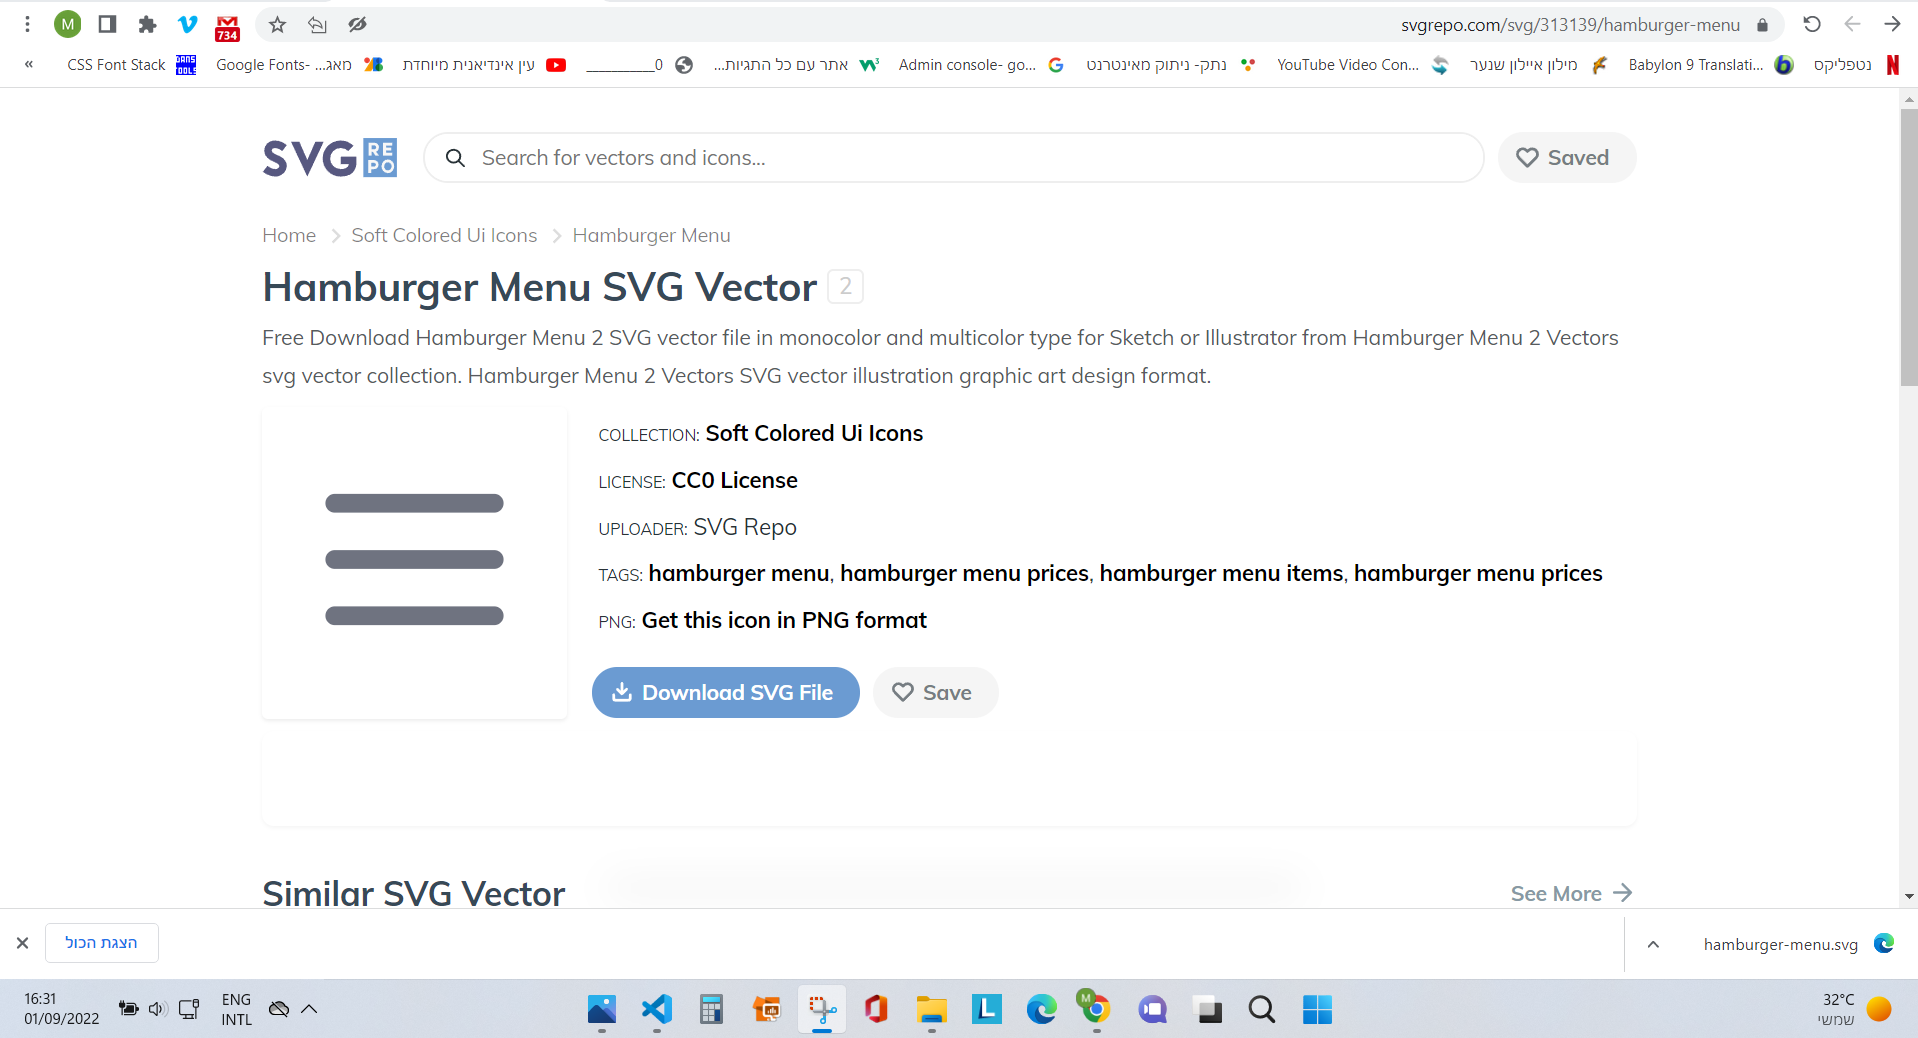 M
734
svgrepo.com/svg/313139/hamburger-menu
«
CSS Font Stack
DANS TOOLS
Google Fonts- מאג...
עין אינדיאנית מיוחדת
__________0
אתר עם כל התגיות...
Admin console- go...
נתק- ניתוק מאינטרנט
YouTube Video Con...
מילון איילון שנער
Babylon 9 Translati...
נטפליקס
SVG REPO
Search for vectors and icons...
Saved
Home > Soft Colored Ui Icons > Hamburger Menu
Hamburger Menu SVG Vector 2
Free Download Hamburger Menu 2 SVG vector file in monocolor and multicolor type for Sketch or Illustrator from Hamburger Menu 2 Vectors
svg vector collection. Hamburger Menu 2 Vectors SVG vector illustration graphic art design format.
COLLECTION: Soft Colored Ui Icons
LICENSE: CC0 License
UPLOADER: SVG Repo
TAGS: hamburger menu, hamburger menu prices, hamburger menu items, hamburger menu prices
PNG: Get this icon in PNG format
Download SVG File
Save
Similar SVG Vector
See More
הצגת הכול
hamburger-menu.svg
16:31
01/09/2022
ENG
INTL
L
M
32°C
שמשי